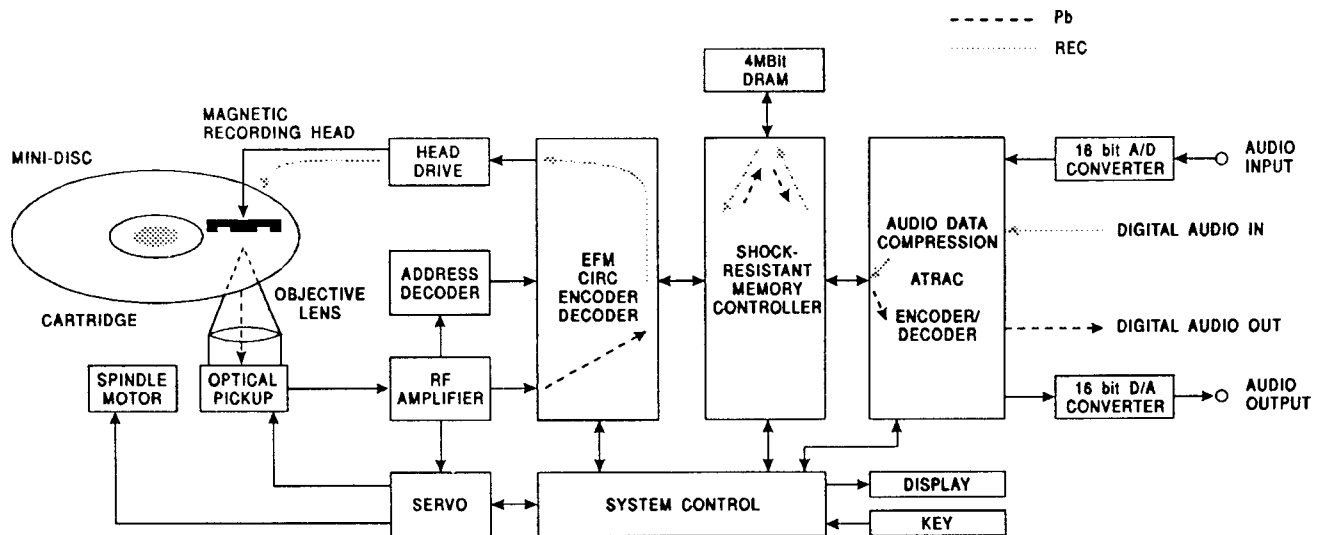 Pb
REC
4MBit
DRAM
MAGNETIC
RECORDING HEAD
MINI-DISC
HEAD
DRIVE
16 bit A/D
CONVERTER
AUDIO
INPUT
AUDIO DATA
COMPRESSION
DIGITAL AUDIO IN
EFM
CIRC
ENCODER
DECODER
SHOCK-
RESISTANT
MEMORY
CONTROLLER
ADDRESS
DECODER
ATRAC
OBJECTIVE
LENS
CARTRIDGE
ENCODER/
DECODER
DIGITAL AUDIO OUT
SPINDLE
MOTOR
OPTICAL
PICKUP
RF
AMPLIFIER
16 bit D/A
CONVERTER
AUDIO
OUTPUT
SERVO
SYSTEM CONTROL
DISPLAY
KEY